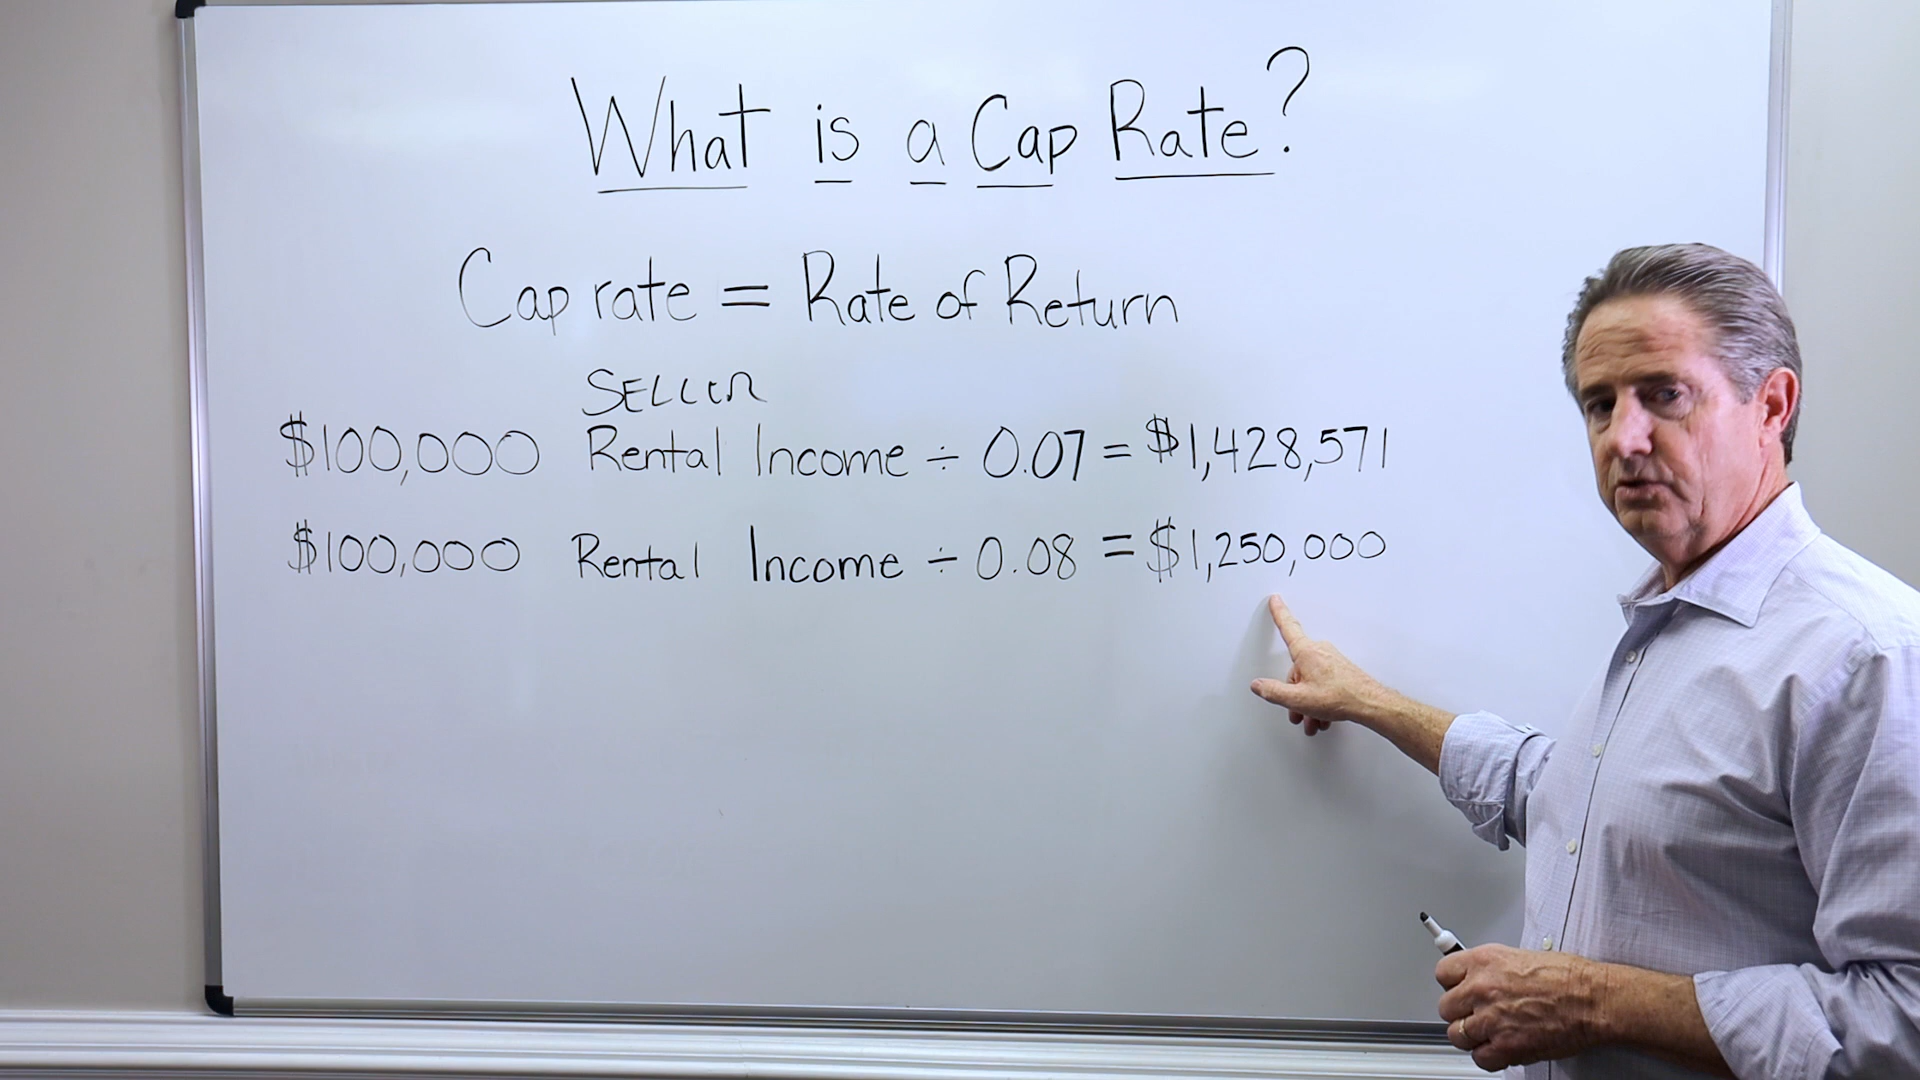 What is a Cap Rate?
Cap rate = Rate of Return
SELLER
$100,000 Rental Income ÷ 0.07 = $1,428,571
$100,000 Rental Income ÷ 0.08 = $1,250,000